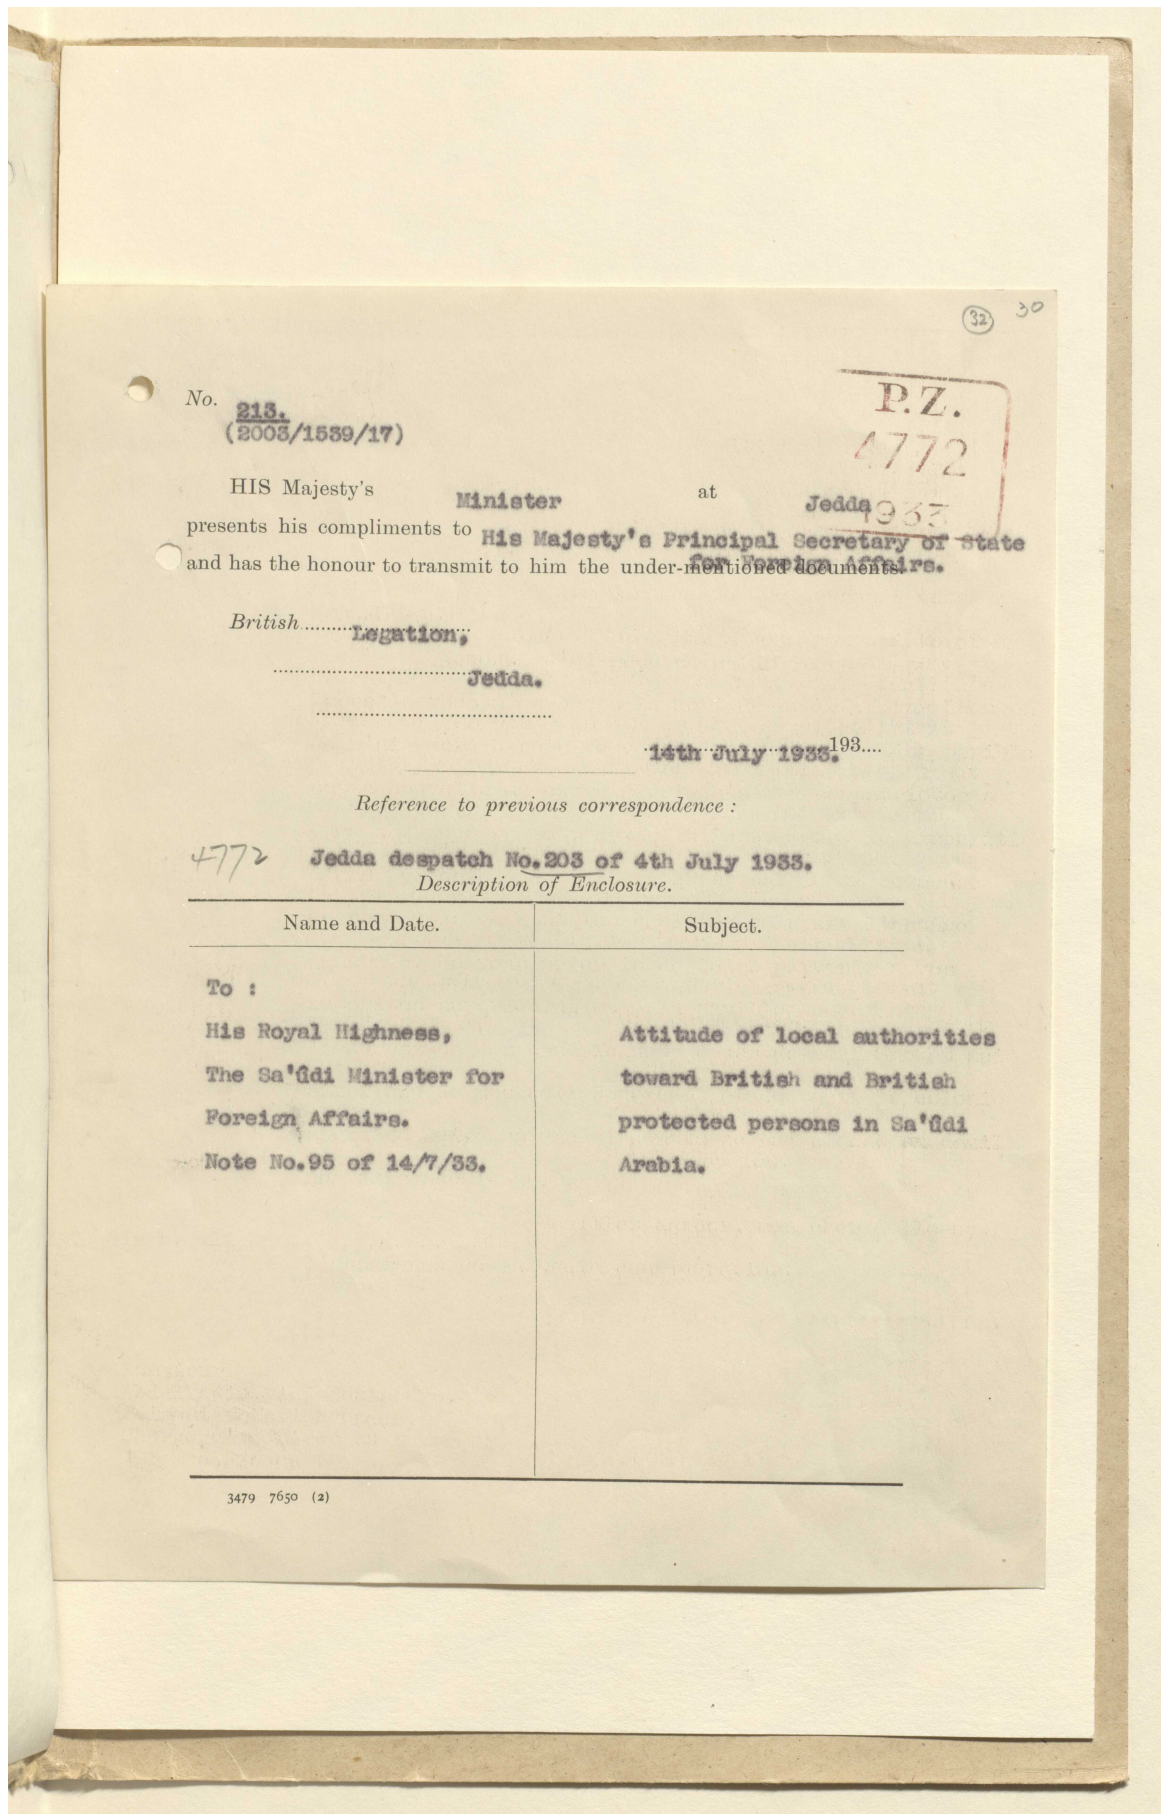 32 30
No. 213.
(2003/1539/17)
P.Z.
4772
1933
HIS Majesty's Minister at Jedda
presents his compliments to His Majesty's Principal Secretary of State
for Foreign Affairs.
and has the honour to transmit to him the under-mentioned documents.
British Legation,
Jedda.
14th July 1933. 193....
Reference to previous correspondence :
4772 Jedda despatch No.203 of 4th July 1933.
Description of Enclosure.
Name and Date. Subject.
To :
His Royal Highness,
The Sa'ûdi Minister for
Foreign Affairs.
Note No.95 of 14/7/33.
Attitude of local authorities
toward British and British
protected persons in Sa'ûdi
Arabia.
3479 7650 (2)